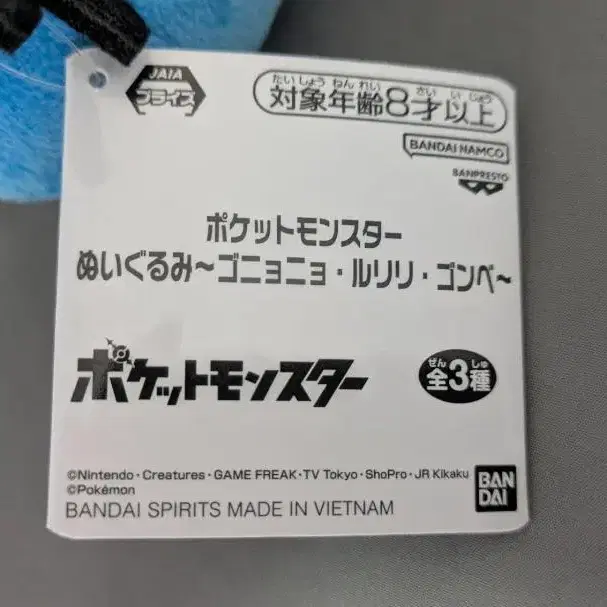 JAIA
プライズ
たいしょうねんれい さいいじょう
対象年齢8才以上
BANDAI NAMCO
BANPRESTO
ポケットモンスター
ぬいぐるみ~ゴニョニョ・ルリリ・ゴンベ~
ポケットモンスター
ぜん しゅ
全3種
©Nintendo・Creatures・GAME FREAK・TV Tokyo・ShoPro・JR Kikaku
©Pokémon
BANDAI SPIRITS MADE IN VIETNAM
BAN
DAI